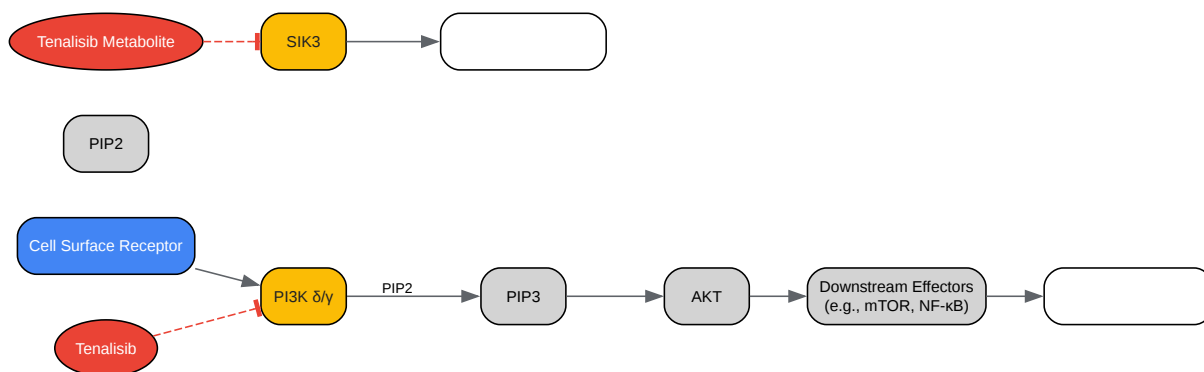 Tenalisib Metabolite
SIK3
PIP2
Cell Surface Receptor
PI3K δ/γ
PIP2
PIP3
AKT
Downstream Effectors
(e.g., mTOR, NF-κB)
Tenalisib